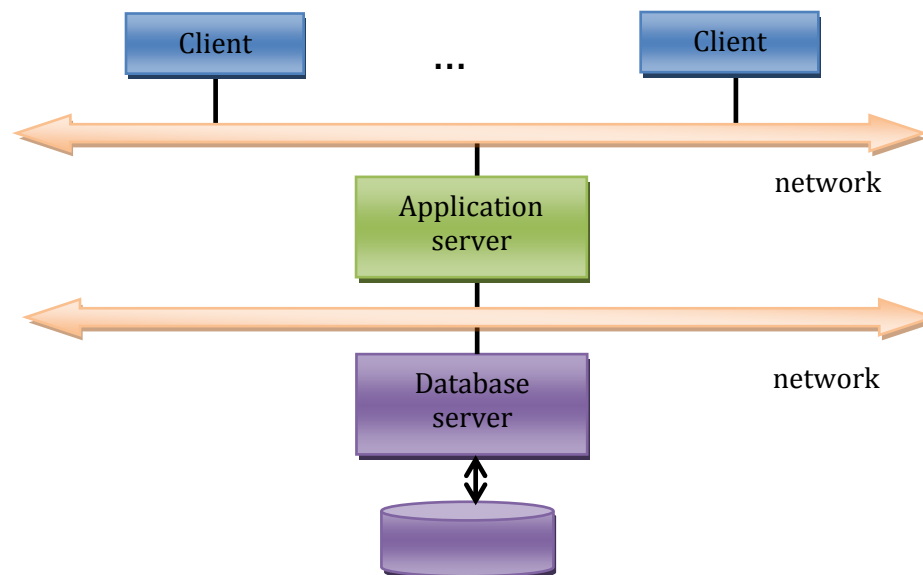 Client
...
Client
network
Application
server
network
Database
server